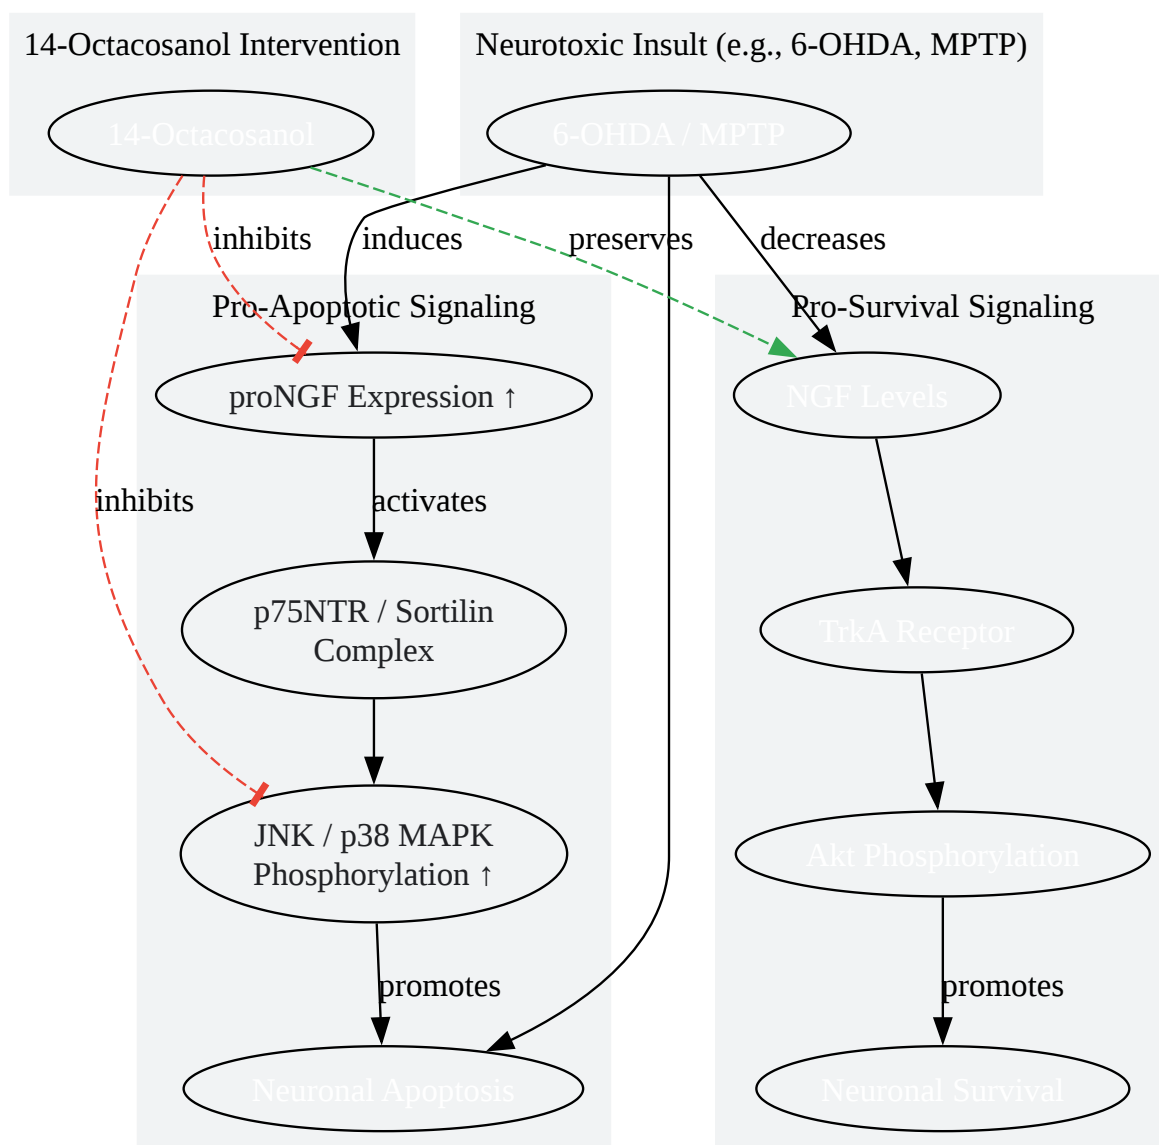 14-Octacosanol Intervention
Neurotoxic Insult (e.g., 6-OHDA, MPTP)
14-Octacosanol
6-OHDA / MPTP
inhibits
induces
preserves
decreases
Pro-Apoptotic Signaling
Pro-Survival Signaling
proNGF Expression ↑
NGF Levels
inhibits
activates
p75NTR / Sortilin
Complex
TrkA Receptor
JNK / p38 MAPK
Phosphorylation ↑
Akt Phosphorylation
promotes
promotes
Neuronal Apoptosis
Neuronal Survival